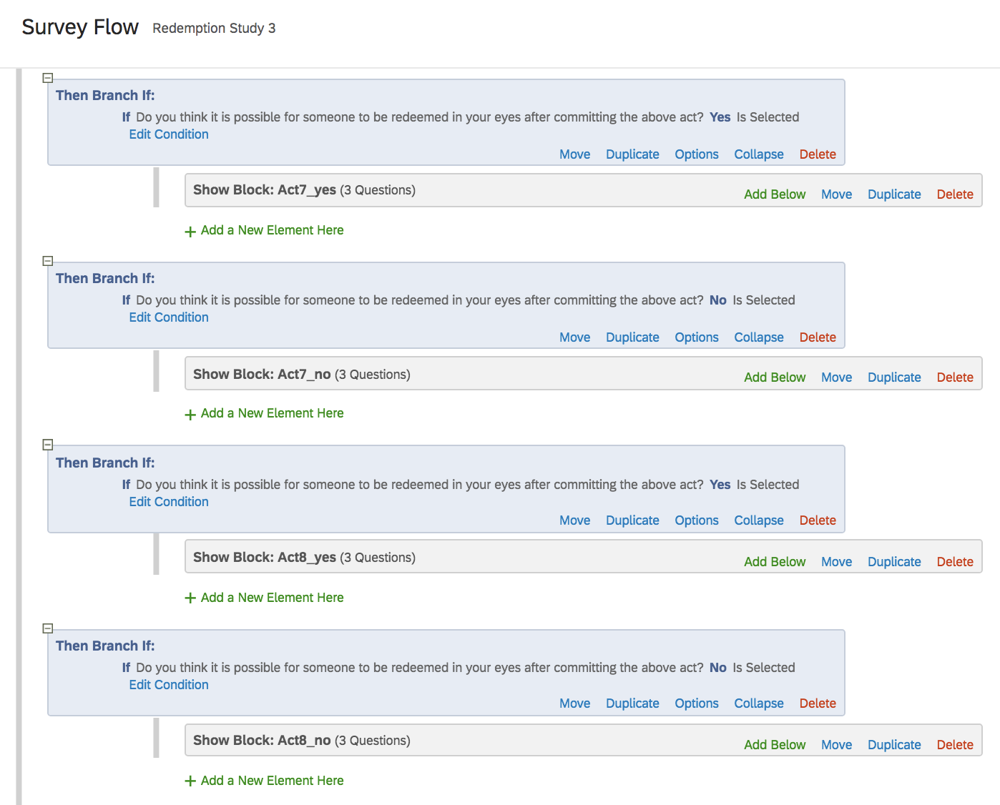 Survey Flow Redemption Study 3
Then Branch If:
If Do you think it is possible for someone to be redeemed in your eyes after committing the above act? Yes Is Selected
Edit Condition
Move Duplicate Options Collapse Delete
Show Block: Act7_yes (3 Questions)
Add Below Move Duplicate Delete
+ Add a New Element Here
Then Branch If:
If Do you think it is possible for someone to be redeemed in your eyes after committing the above act? No Is Selected
Edit Condition
Move Duplicate Options Collapse Delete
Show Block: Act7_no (3 Questions)
Add Below Move Duplicate Delete
+ Add a New Element Here
Then Branch If:
If Do you think it is possible for someone to be redeemed in your eyes after committing the above act? Yes Is Selected
Edit Condition
Move Duplicate Options Collapse Delete
Show Block: Act8_yes (3 Questions)
Add Below Move Duplicate Delete
+ Add a New Element Here
Then Branch If:
If Do you think it is possible for someone to be redeemed in your eyes after committing the above act? No Is Selected
Edit Condition
Move Duplicate Options Collapse Delete
Show Block: Act8_no (3 Questions)
Add Below Move Duplicate Delete
+ Add a New Element Here